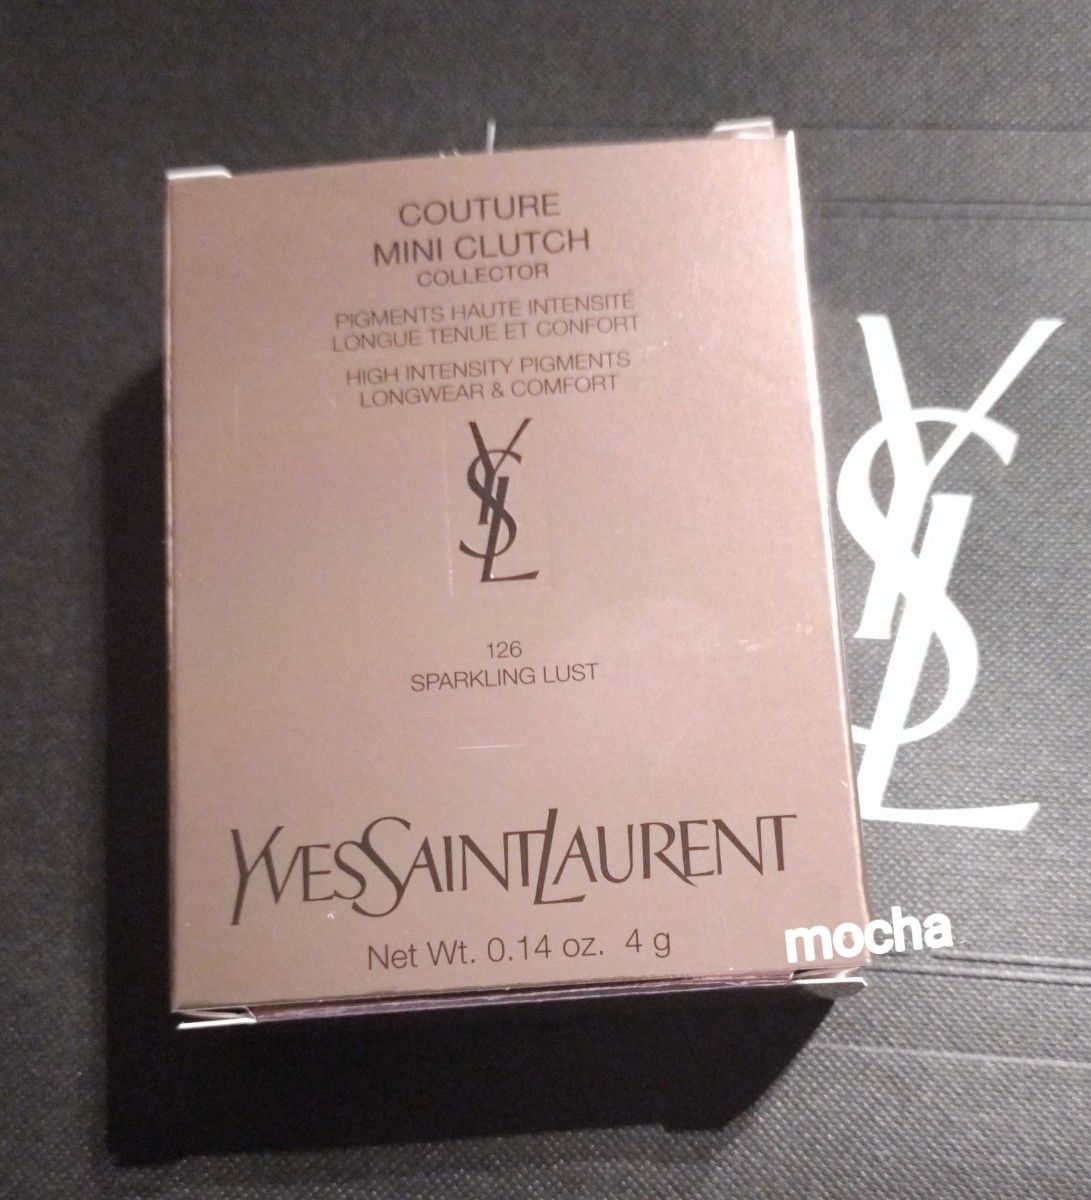 COUTURE
MINI CLUTCH
COLLECTOR
PIGMENTS HAUTE INTENSITÉ
LONGUE TENUE ET CONFORT
HIGH INTENSITY PIGMENTS
LONGWEAR & COMFORT
YSL
YSL
126
SPARKLING LUST
YVESSAINTLAURENT
Net Wt. 0.14 oz. 4 g
mocha